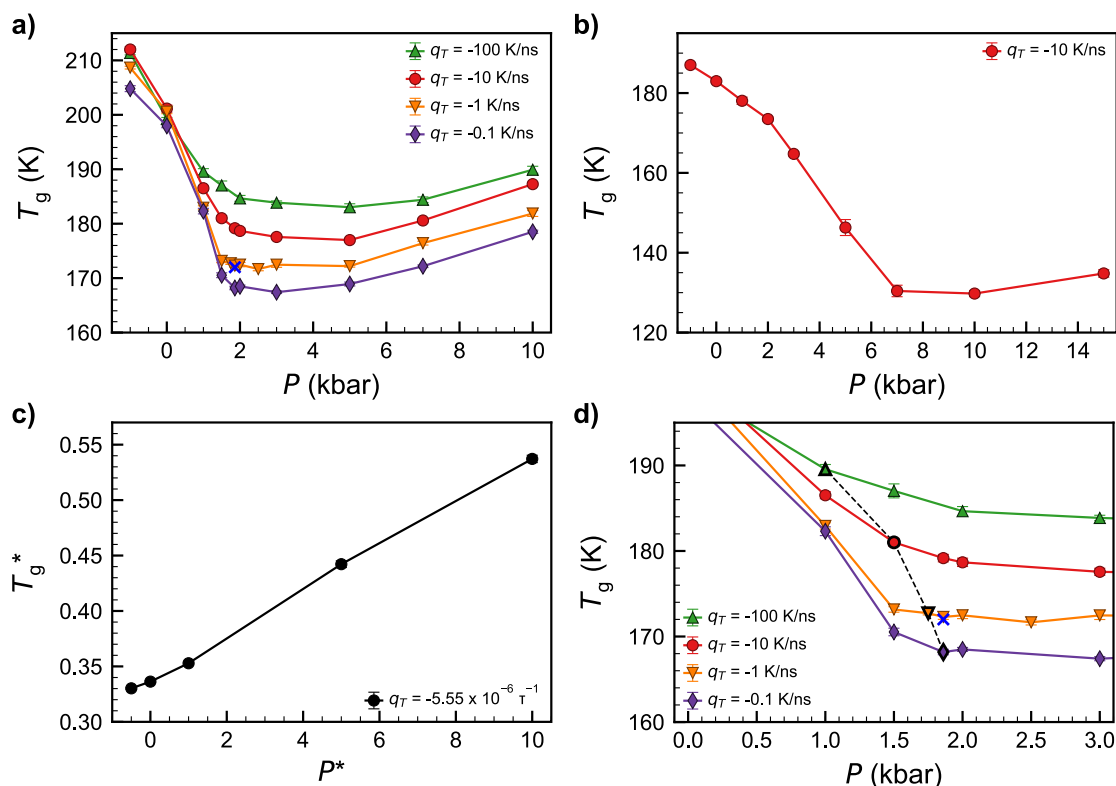 a)
T_g (K)
210
200
190
180
170
160
q_T = -100 K/ns
q_T = -10 K/ns
q_T = -1 K/ns
q_T = -0.1 K/ns
0 2 4 6 8 10
P (kbar)
b)
T_g (K)
180
160
140
120
q_T = -10 K/ns
0 2 4 6 8 10 12 14
P (kbar)
c)
T_g*
0.55
0.50
0.45
0.40
0.35
0.30
q_T = -5.55 x 10⁻⁶ τ⁻¹
0 2 4 6 8 10
P*
d)
T_g (K)
190
180
170
160
q_T = -100 K/ns
q_T = -10 K/ns
q_T = -1 K/ns
q_T = -0.1 K/ns
0.0 0.5 1.0 1.5 2.0 2.5 3.0
P (kbar)